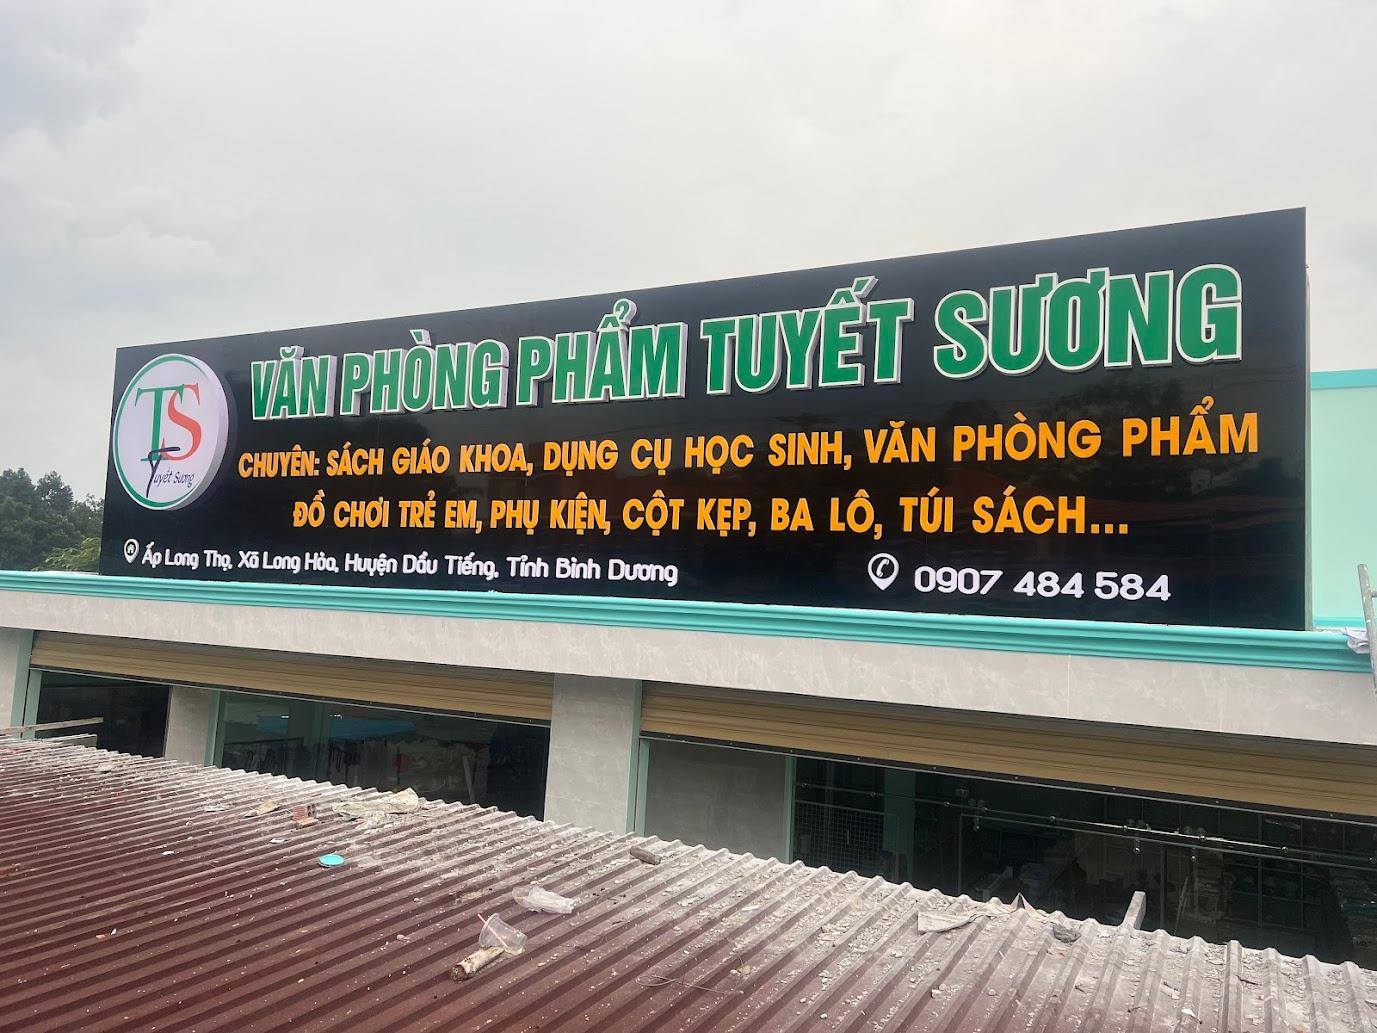 TS
Tuyết Sương
VĂN PHÒNG PHẨM TUYẾT SƯƠNG
CHUYÊN: SÁCH GIÁO KHOA, DỤNG CỤ HỌC SINH, VĂN PHÒNG PHẨM
ĐỒ CHƠI TRẺ EM, PHỤ KIỆN, CỘT KẸP, BA LÔ, TÚI SÁCH...
Ấp Long Thọ, Xã Long Hòa, Huyện Dầu Tiếng, Tỉnh Bình Dương
0907 484 584